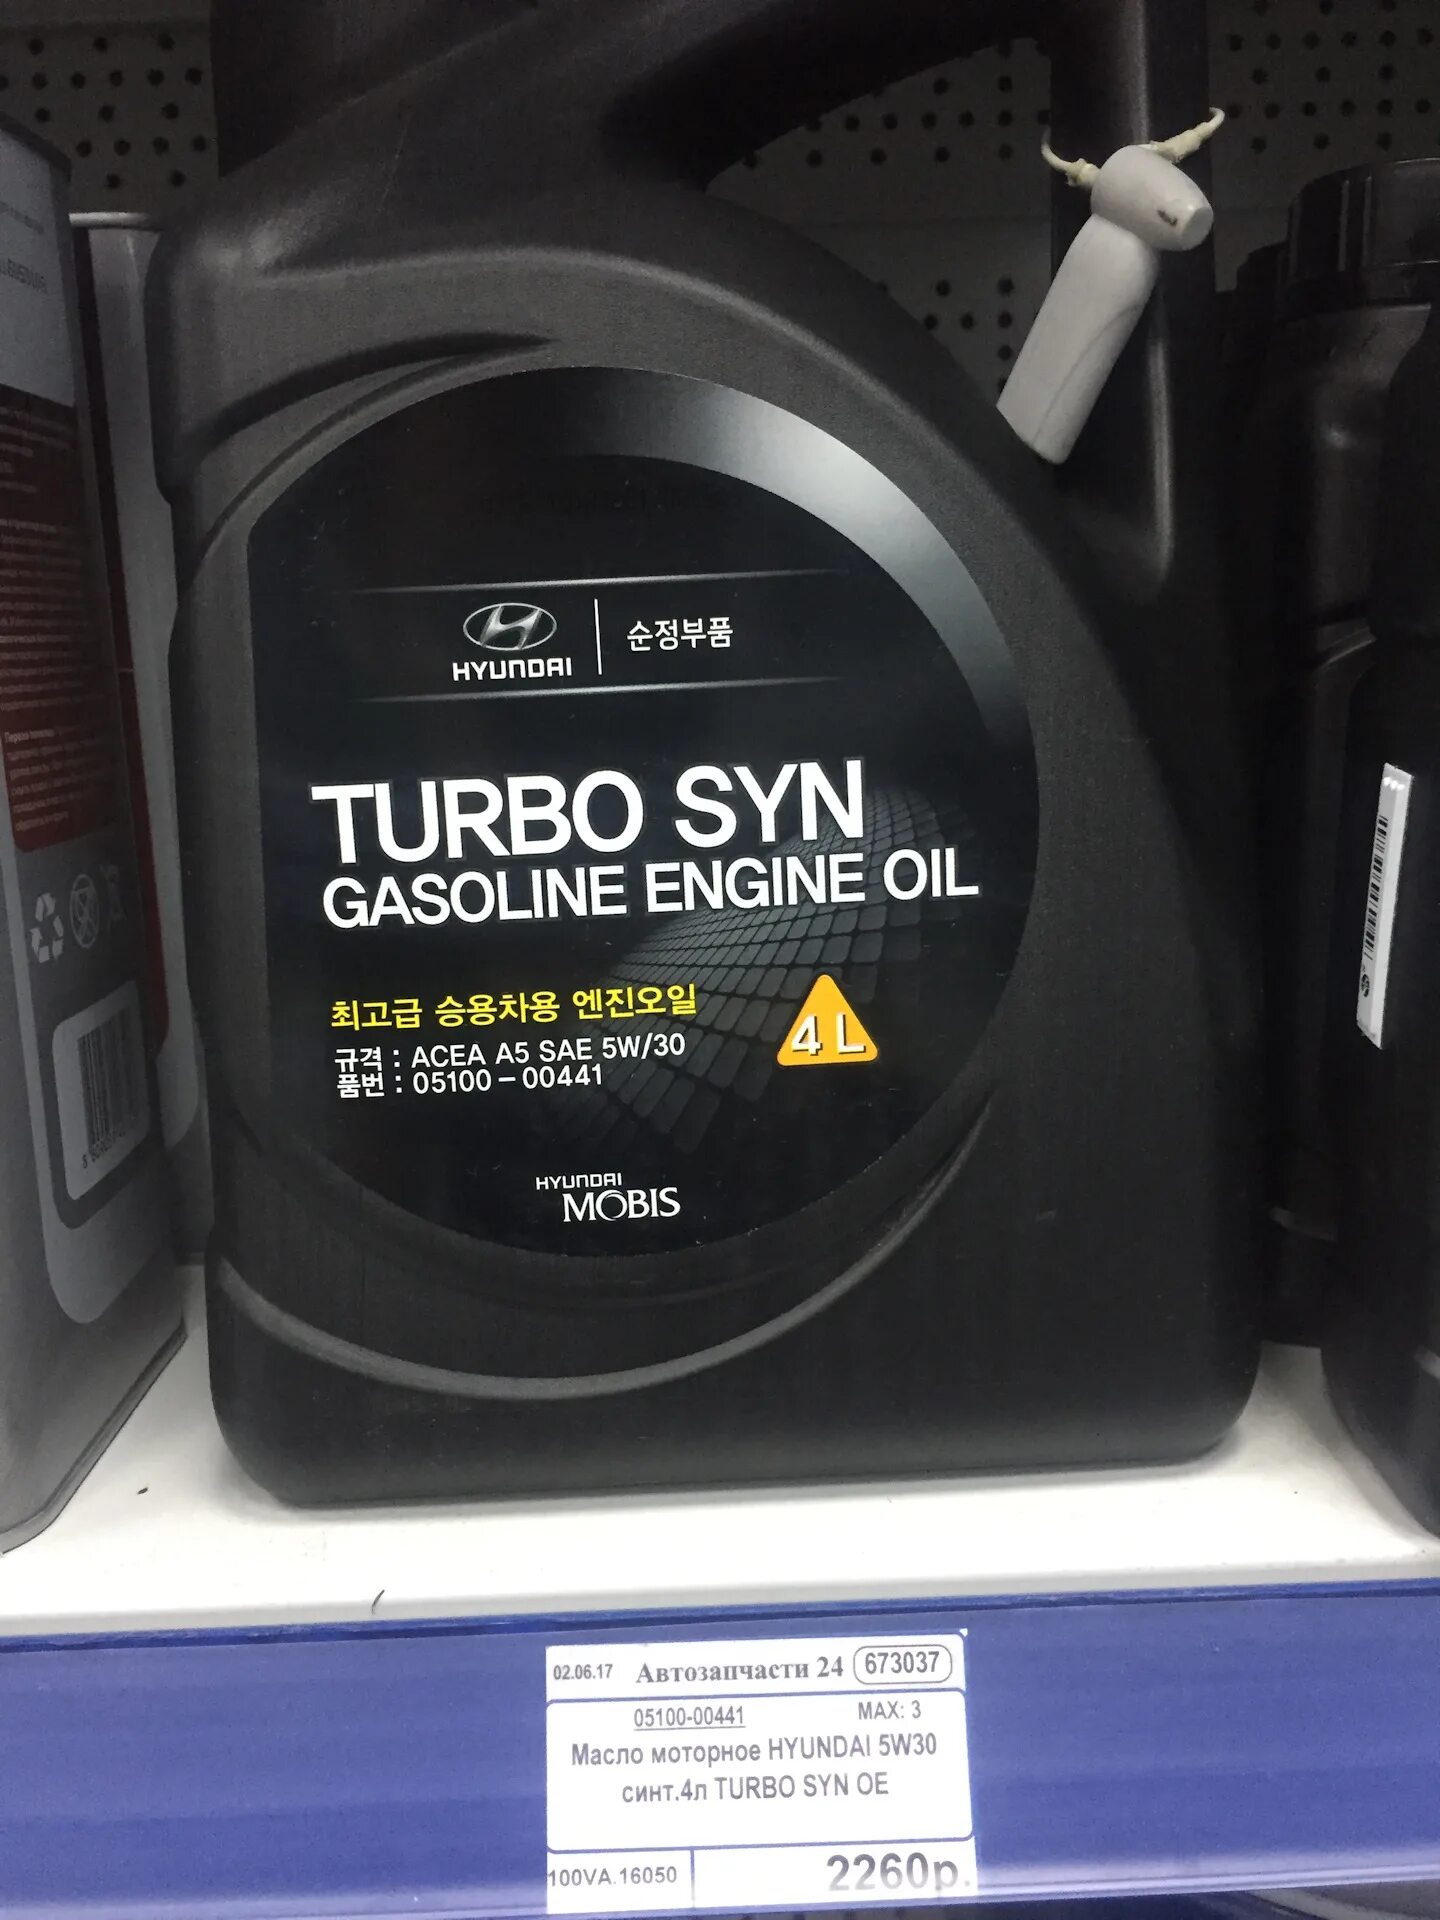 HYUNDAI
순정부품
TURBO SYN
GASOLINE ENGINE OIL
최고급 승용차용 엔진오일
규격 : ACEA A5 SAE 5W/30
품번 : 05100-00441
4 L
HYUNDAI
MOBIS
02.06.17 Автозапчасти 24 673037
05100-00441 MAX: 3
Масло моторное HYUNDAI 5W30
синт.4л TURBO SYN OE
100VA.16050 2260р.